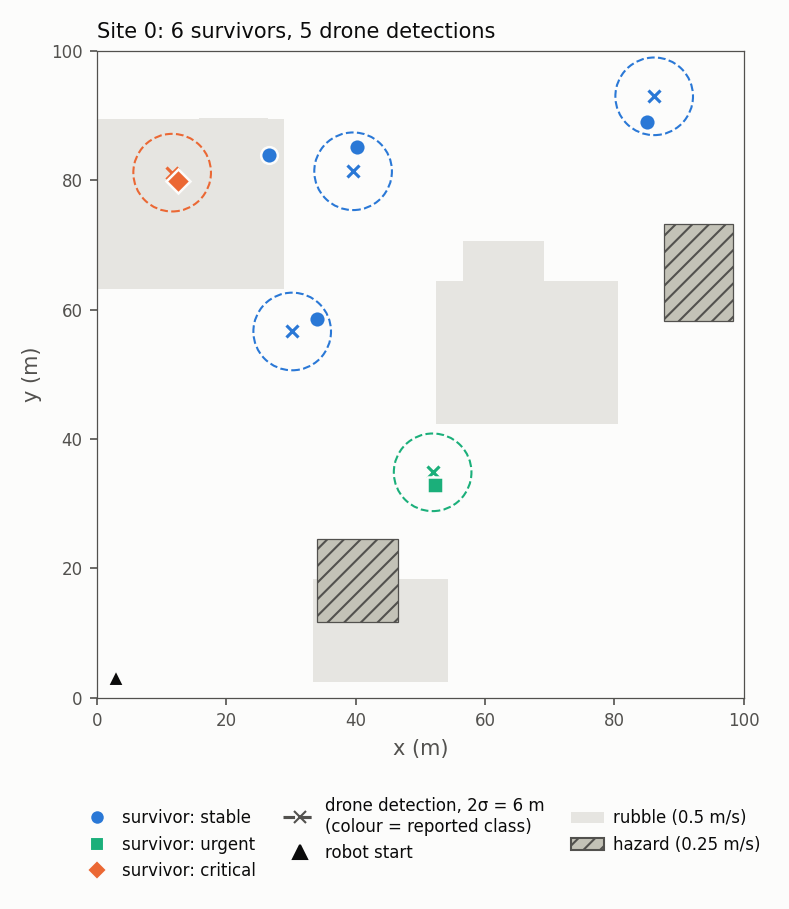 Site 0: 6 survivors, 5 drone detections
100
80
60
40
20
0
y (m)
0 20 40 60 80 100
x (m)
survivor: stable
survivor: urgent
survivor: critical
drone detection, 2σ = 6 m
(colour = reported class)
robot start
rubble (0.5 m/s)
hazard (0.25 m/s)